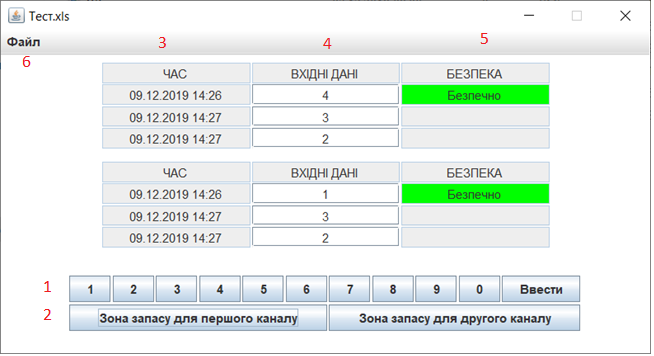 Тест.xls
Файл
3 4 5
6
ЧАС ВХІДНІ ДАНІ БЕЗПЕКА
09.12.2019 14:26 4 Безпечно
09.12.2019 14:27 3
09.12.2019 14:27 2
ЧАС ВХІДНІ ДАНІ БЕЗПЕКА
09.12.2019 14:26 1 Безпечно
09.12.2019 14:27 3
09.12.2019 14:27 2
1 1 2 3 4 5 6 7 8 9 0 Ввести
2 Зона запасу для першого каналу Зона запасу для другого каналу